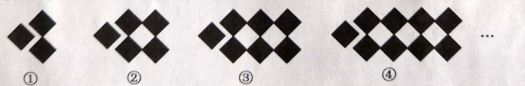 ① ② ③ ④ …